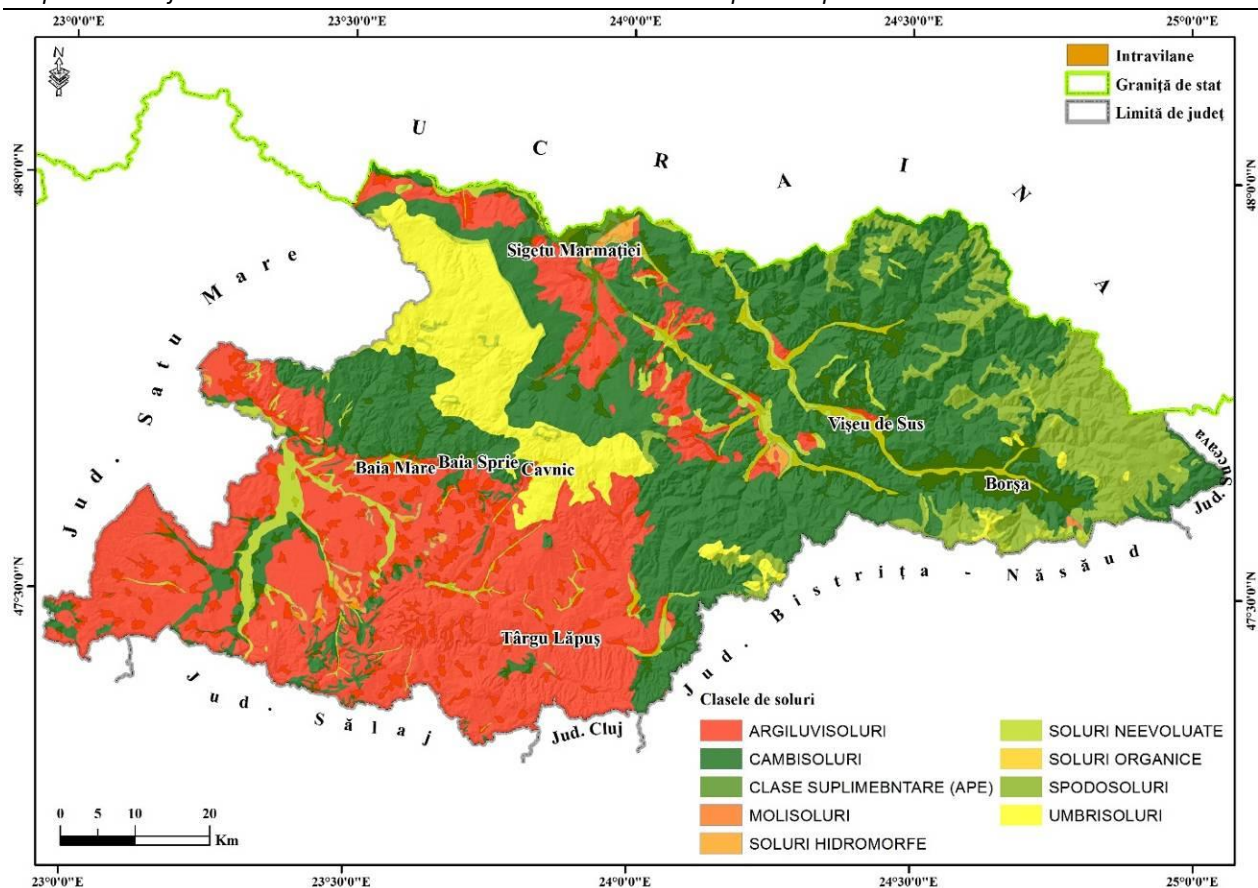 23°0'0"E 23°30'0"E 24°0'0"E 24°30'0"E 25°0'0"E
N
Intravilane
Graniță de stat
Limită de județ
UCRAINA
48°0'0"N
48°0'0"N
Sigetu Marmației
Jud. Satu Mare
Vișeu de Sus
Baia Mare
Baia Sprie
Cavnic
Borșa
Jud. Suceava
Jud. Bistrița - Năsăud
47°30'0"N
47°30'0"N
Târgu Lăpuș
Jud. Sălaj
Jud. Cluj
Clasele de soluri
ARGILUVISOLURI
CAMBISOLURI
CLASE SUPLIMEBNTARE (APE)
MOLISOLURI
SOLURI HIDROMORFE
SOLURI NEEVOLUATE
SOLURI ORGANICE
SPODOSOLURI
UMBRISOLURI
0 5 10 20
Km
23°0'0"E 23°30'0"E 24°0'0"E 24°30'0"E 25°0'0"E